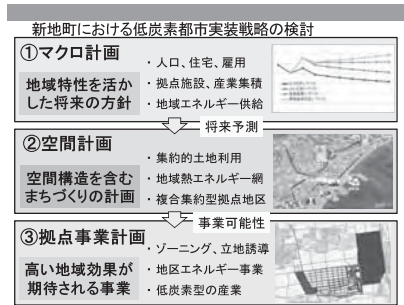 新地町における低炭素都市実装戦略の検討
①マクロ計画
地域特性を活か
した将来の方針
・人口、住宅、雇用
・拠点施設、産業集積
・地域エネルギー供給
将来予測
②空間計画
空間構造を含む
まちづくりの計画
・集約的土地利用
・地域熱エネルギー網
・複合集約型拠点地区
事業可能性
③拠点事業計画
高い地域効果が
期待される事業
・ゾーニング、立地誘導
・地区エネルギー事業
・低炭素型の産業